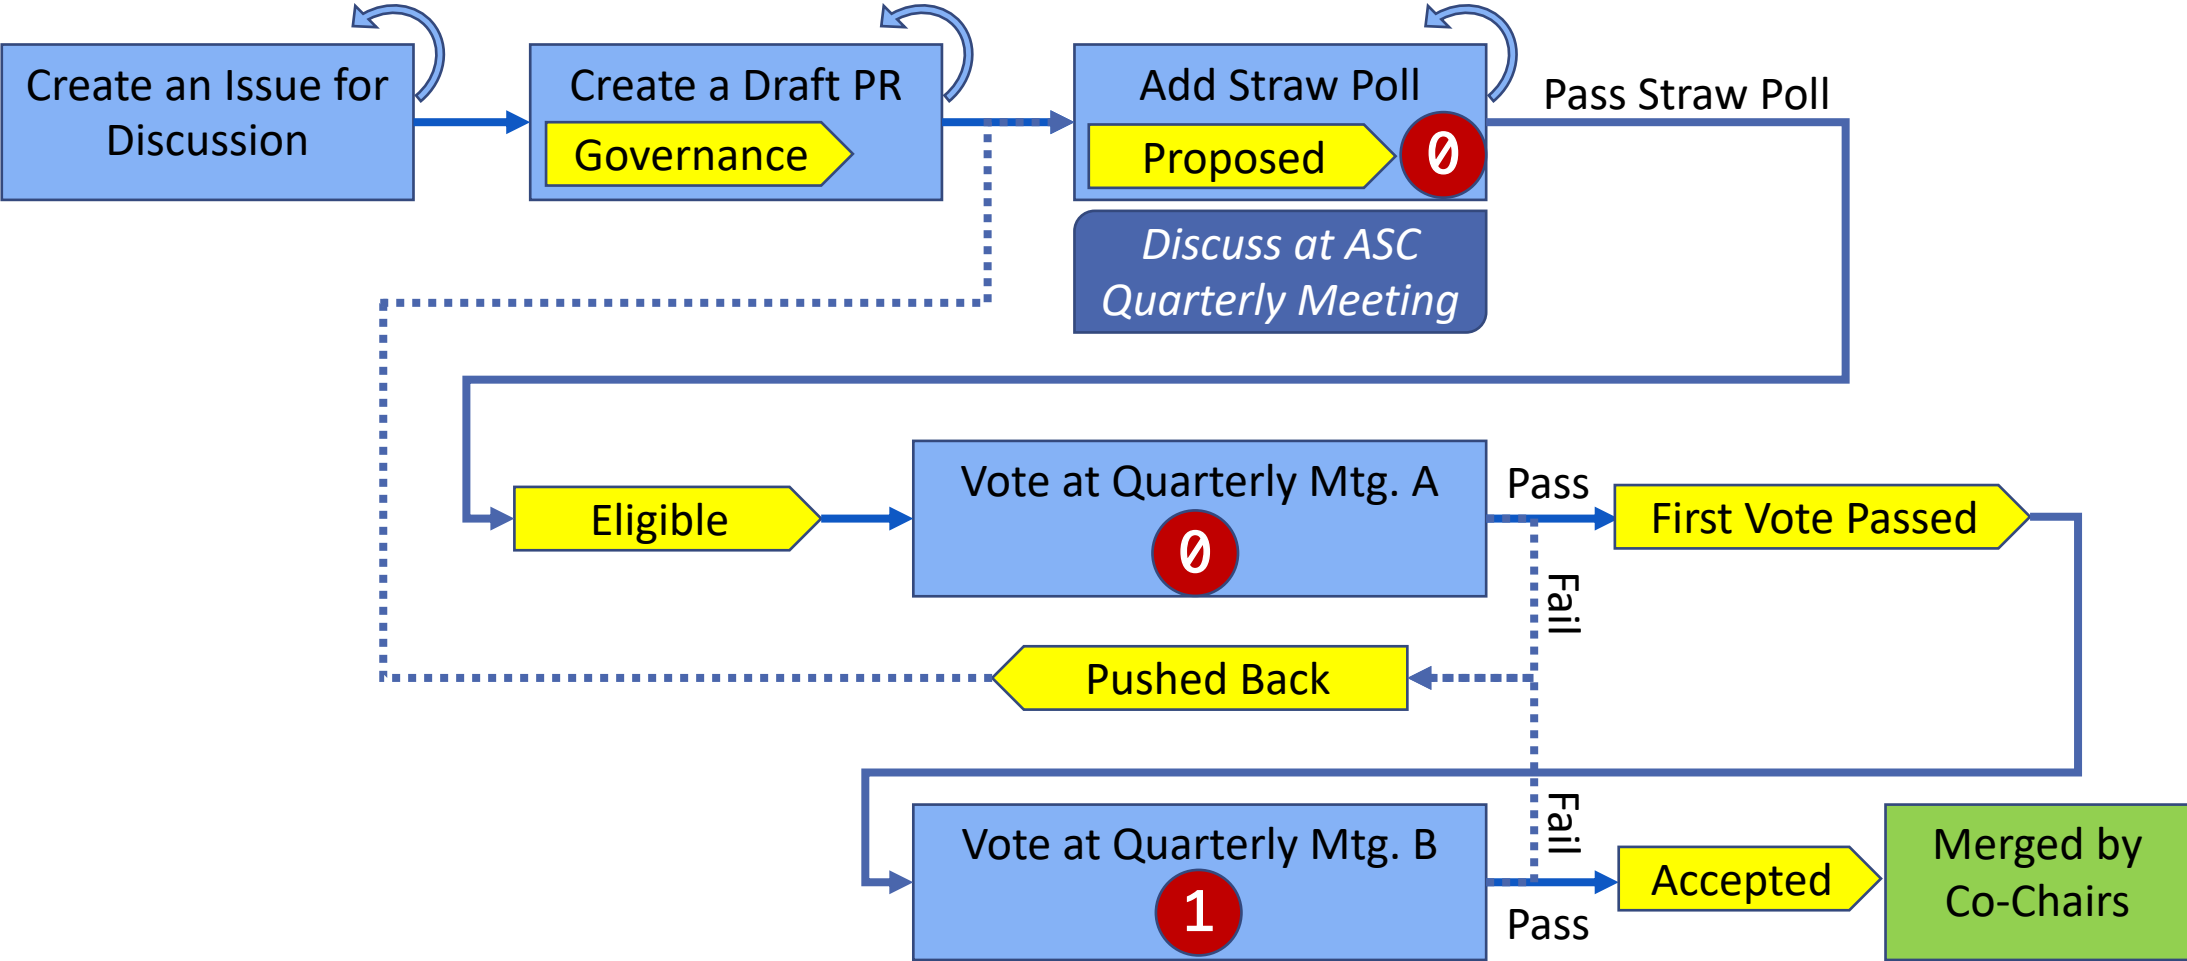 Create an Issue for
Discussion
Create a Draft PR
Governance
Add Straw Poll
Proposed
0
Discuss at ASC
Quarterly Meeting
Pass Straw Poll
Eligible
Vote at Quarterly Mtg. A
0
Pass
First Vote Passed
Fail
Pushed Back
Vote at Quarterly Mtg. B
1
Fail
Pass
Accepted
Merged by
Co-Chairs